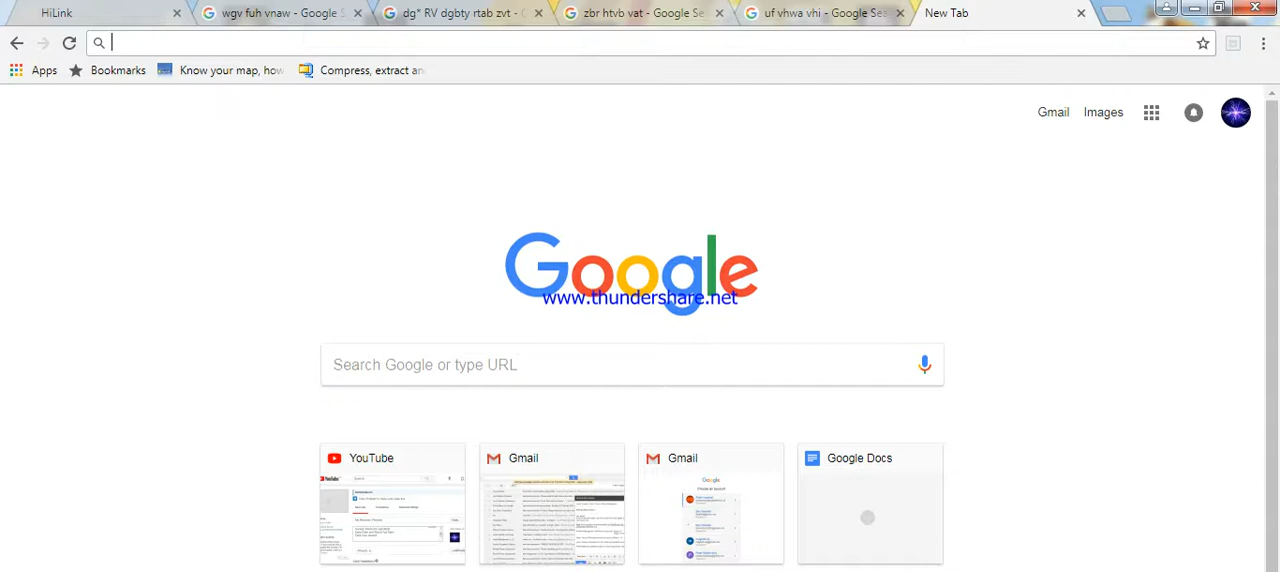 HiLink
wgv fuh vnaw - Google S
dg* RV dgbty rtab zvt - G
zbr htvb vat - Google Se
uf vhwa vhi - Google Sea
New Tab
Apps
Bookmarks
Know your map, how
Compress, extract an
Gmail
Images
Google
www.thundershare.net
Search Google or type URL
YouTube
Gmail
Gmail
Google Docs